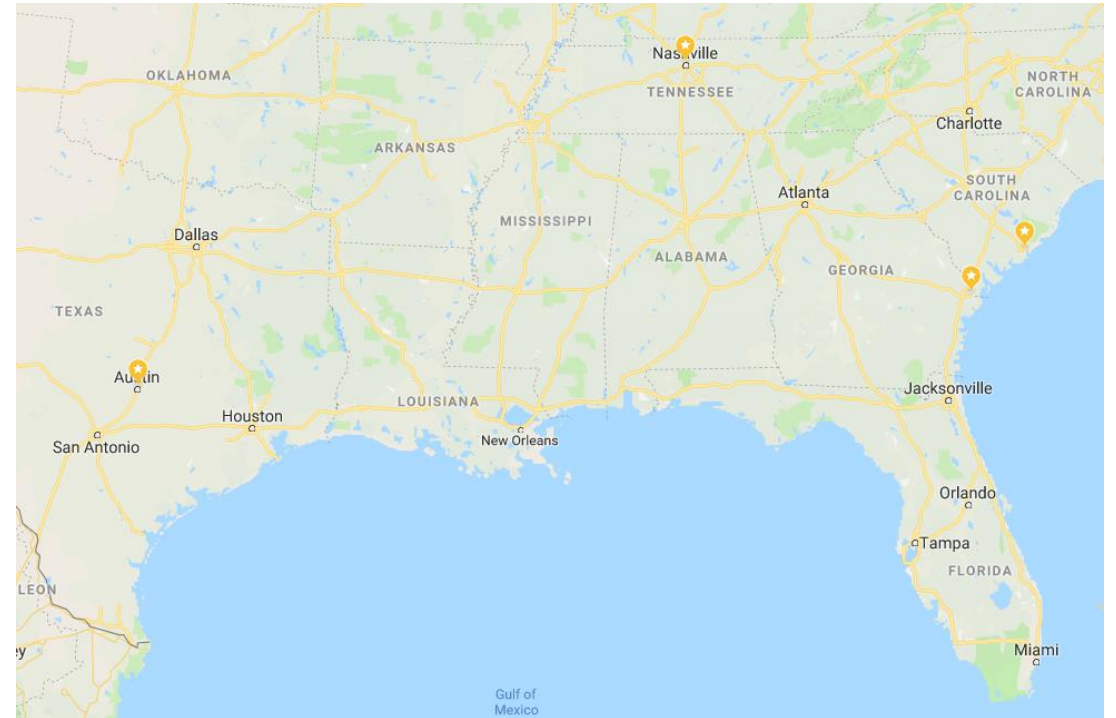 Nashville
OKLAHOMA
TENNESSEE
NORTH
CAROLINA
Charlotte
ARKANSAS
SOUTH
CAROLINA
Atlanta
MISSISSIPPI
Dallas
ALABAMA
GEORGIA
TEXAS
Austin
Jacksonville
LOUISIANA
Houston
New Orleans
San Antonio
Orlando
Tampa
FLORIDA
LEON
Miami
ey
Gulf of
Mexico